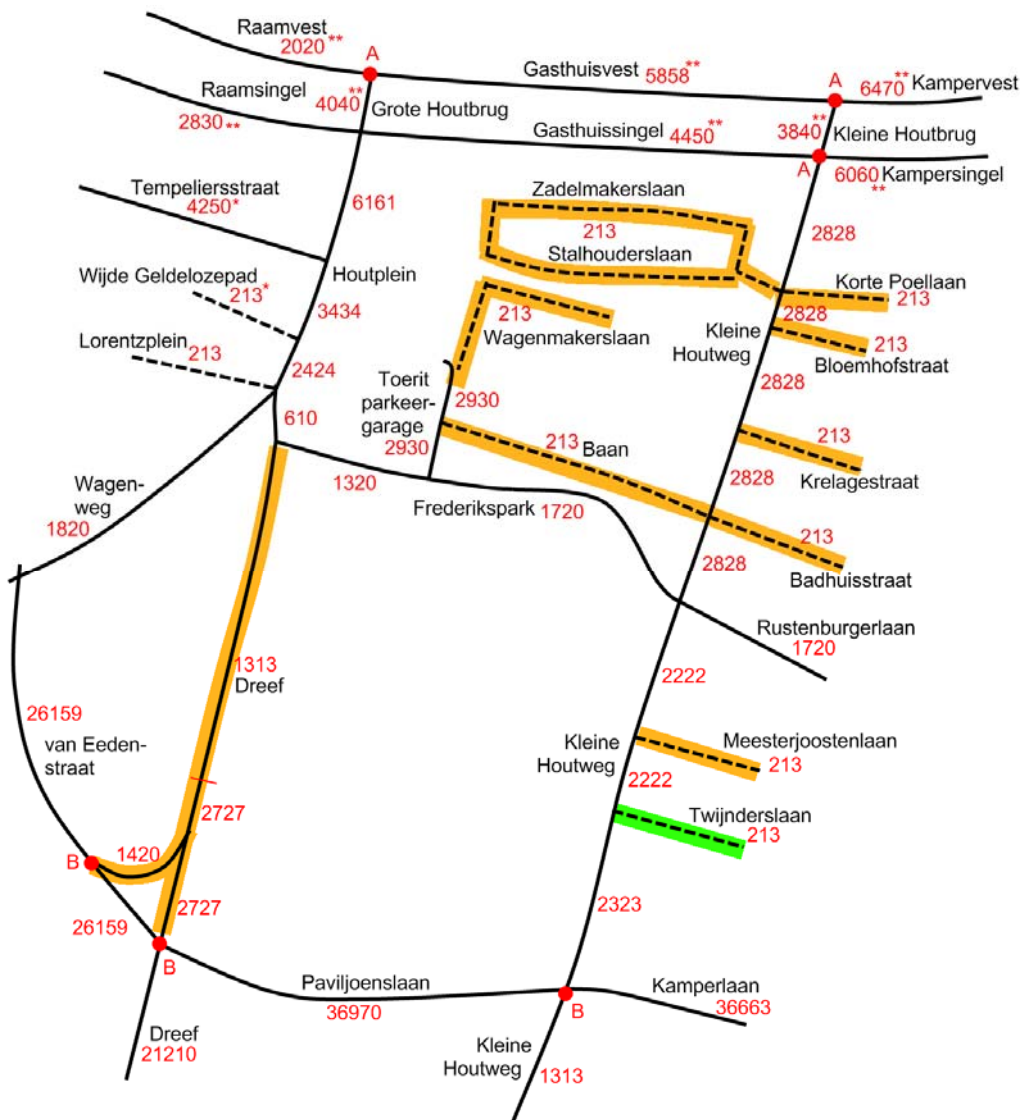 Raamvest
2020**
A
Gasthuisvest
5858**
A
6470**
Kampervest
Raamsingel
2830**
4040**
Grote Houtbrug
Gasthuissingel
4450**
3840**
Kleine Houtbrug
A
6060
**
Kampersingel
Tempeliersstraat
4250*
6161
Zadelmakerslaan
213
Stalhouderslaan
2828
Wijde Geldelozepad
213*
Houtplein
3434
Korte Poellaan
213
2828
Lorentzplein
213
2424
213
Wagenmakerslaan
Kleine
Houtweg
213
Bloemhofstraat
2828
610
Toerit
parkeer-
garage
2930
2930
213
Baan
213
Krelagestraat
2828
Wagen-
weg
1820
1320
Frederikspark
1720
213
Badhuisstraat
2828
Rustenburgerlaan
1720
1313
Dreef
2222
26159
van Eeden-
straat
Kleine
Houtweg
2222
Meesterjoostenlaan
213
2727
Twijnderslaan
213
B
1420
2727
2323
26159
B
Paviljoenslaan
36970
B
Kamperlaan
36663
Dreef
21210
Kleine
Houtweg
1313